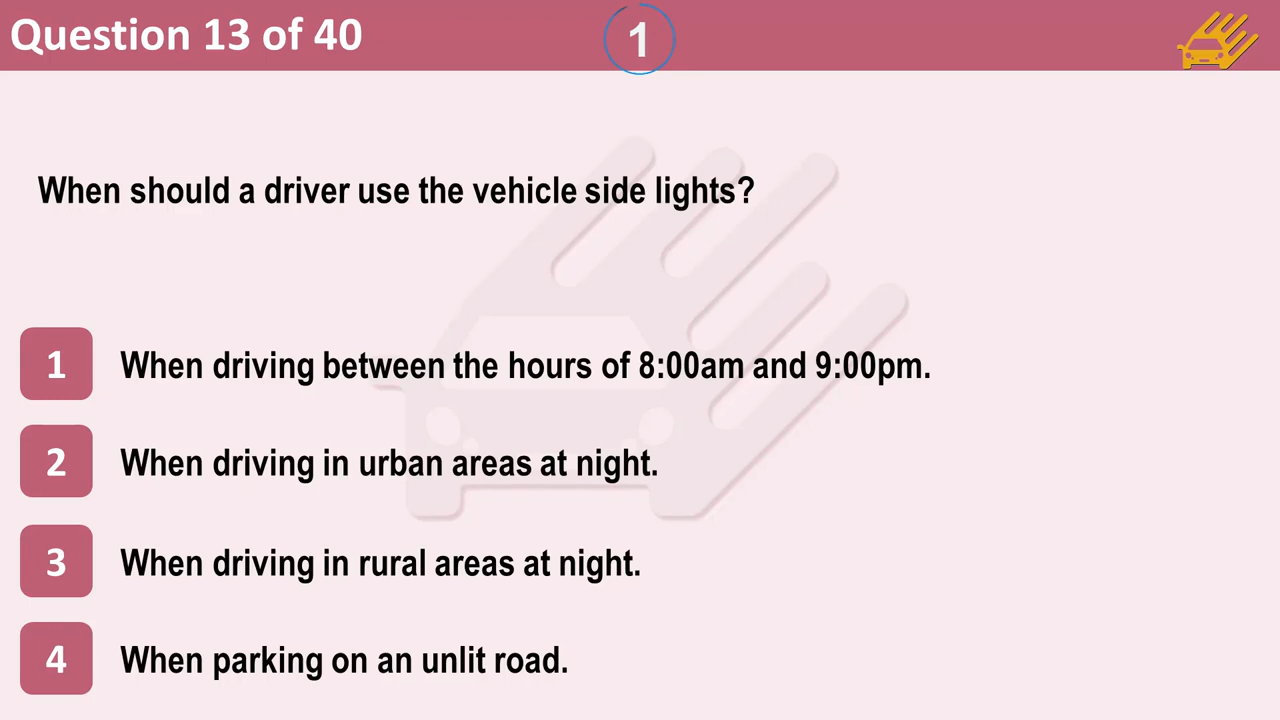 Question 13 of 40
1
When should a driver use the vehicle side lights?
1 When driving between the hours of 8:00am and 9:00pm.
2 When driving in urban areas at night.
3 When driving in rural areas at night.
4 When parking on an unlit road.